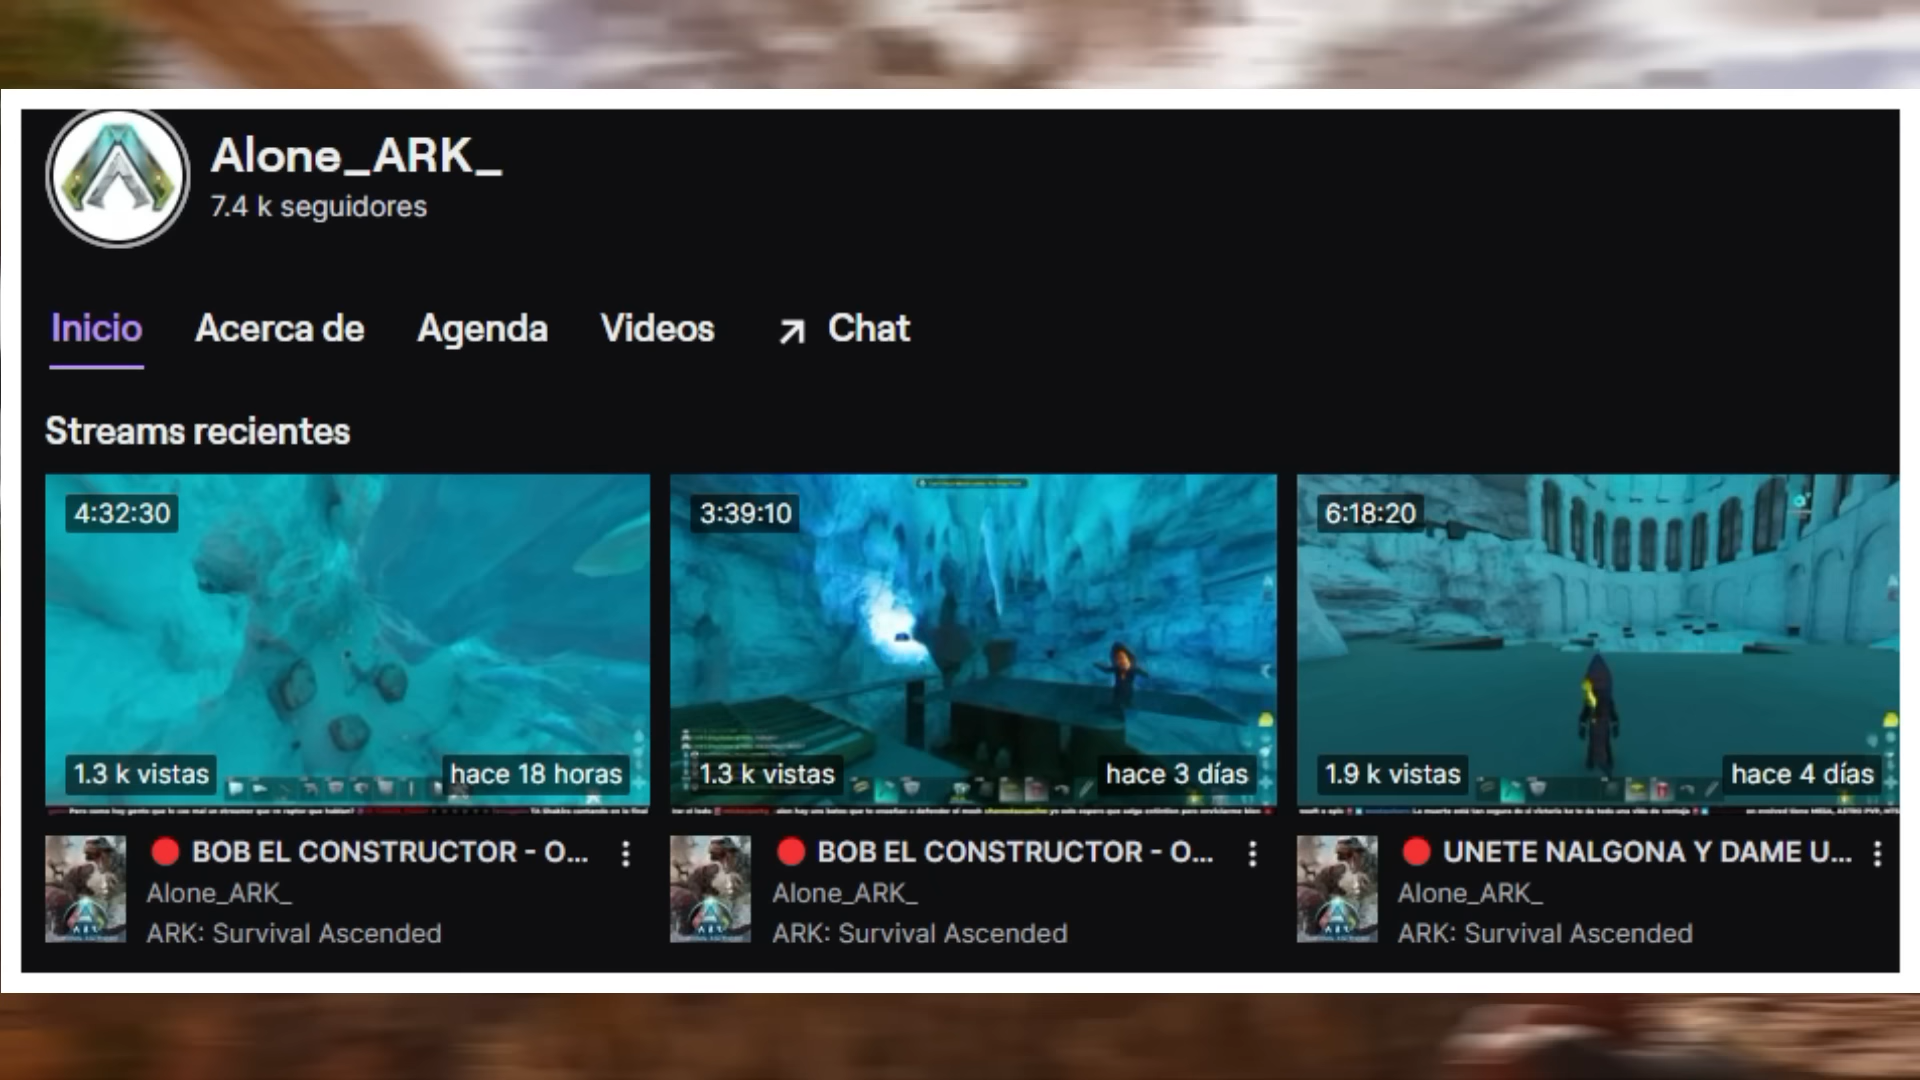 Alone_ARK_
7.4 k seguidores
Inicio Acerca de Agenda Videos Chat
Streams recientes
4:32:30 3:39:10 6:18:20
1.3 k vistas hace 18 horas 1.3 k vistas hace 3 días 1.9 k vistas hace 4 días
BOB EL CONSTRUCTOR - O... BOB EL CONSTRUCTOR - O... UNETE NALGONA Y DAME U...
Alone_ARK_ Alone_ARK_ Alone_ARK_
ARK: Survival Ascended ARK: Survival Ascended ARK: Survival Ascended